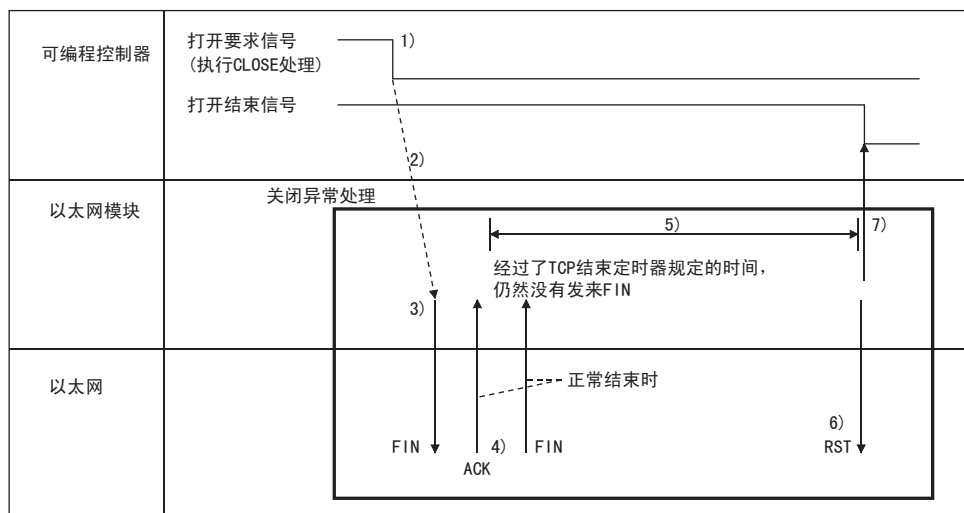 可编程控制器
打开要求信号
(执行CLOSE处理)
1)
打开结束信号
2)
以太网模块
关闭异常处理
5)
7)
经过了TCP结束定时器规定的时间，
仍然没有发来FIN
3)
以太网
正常结束时
6)
FIN
4)
FIN
RST
ACK